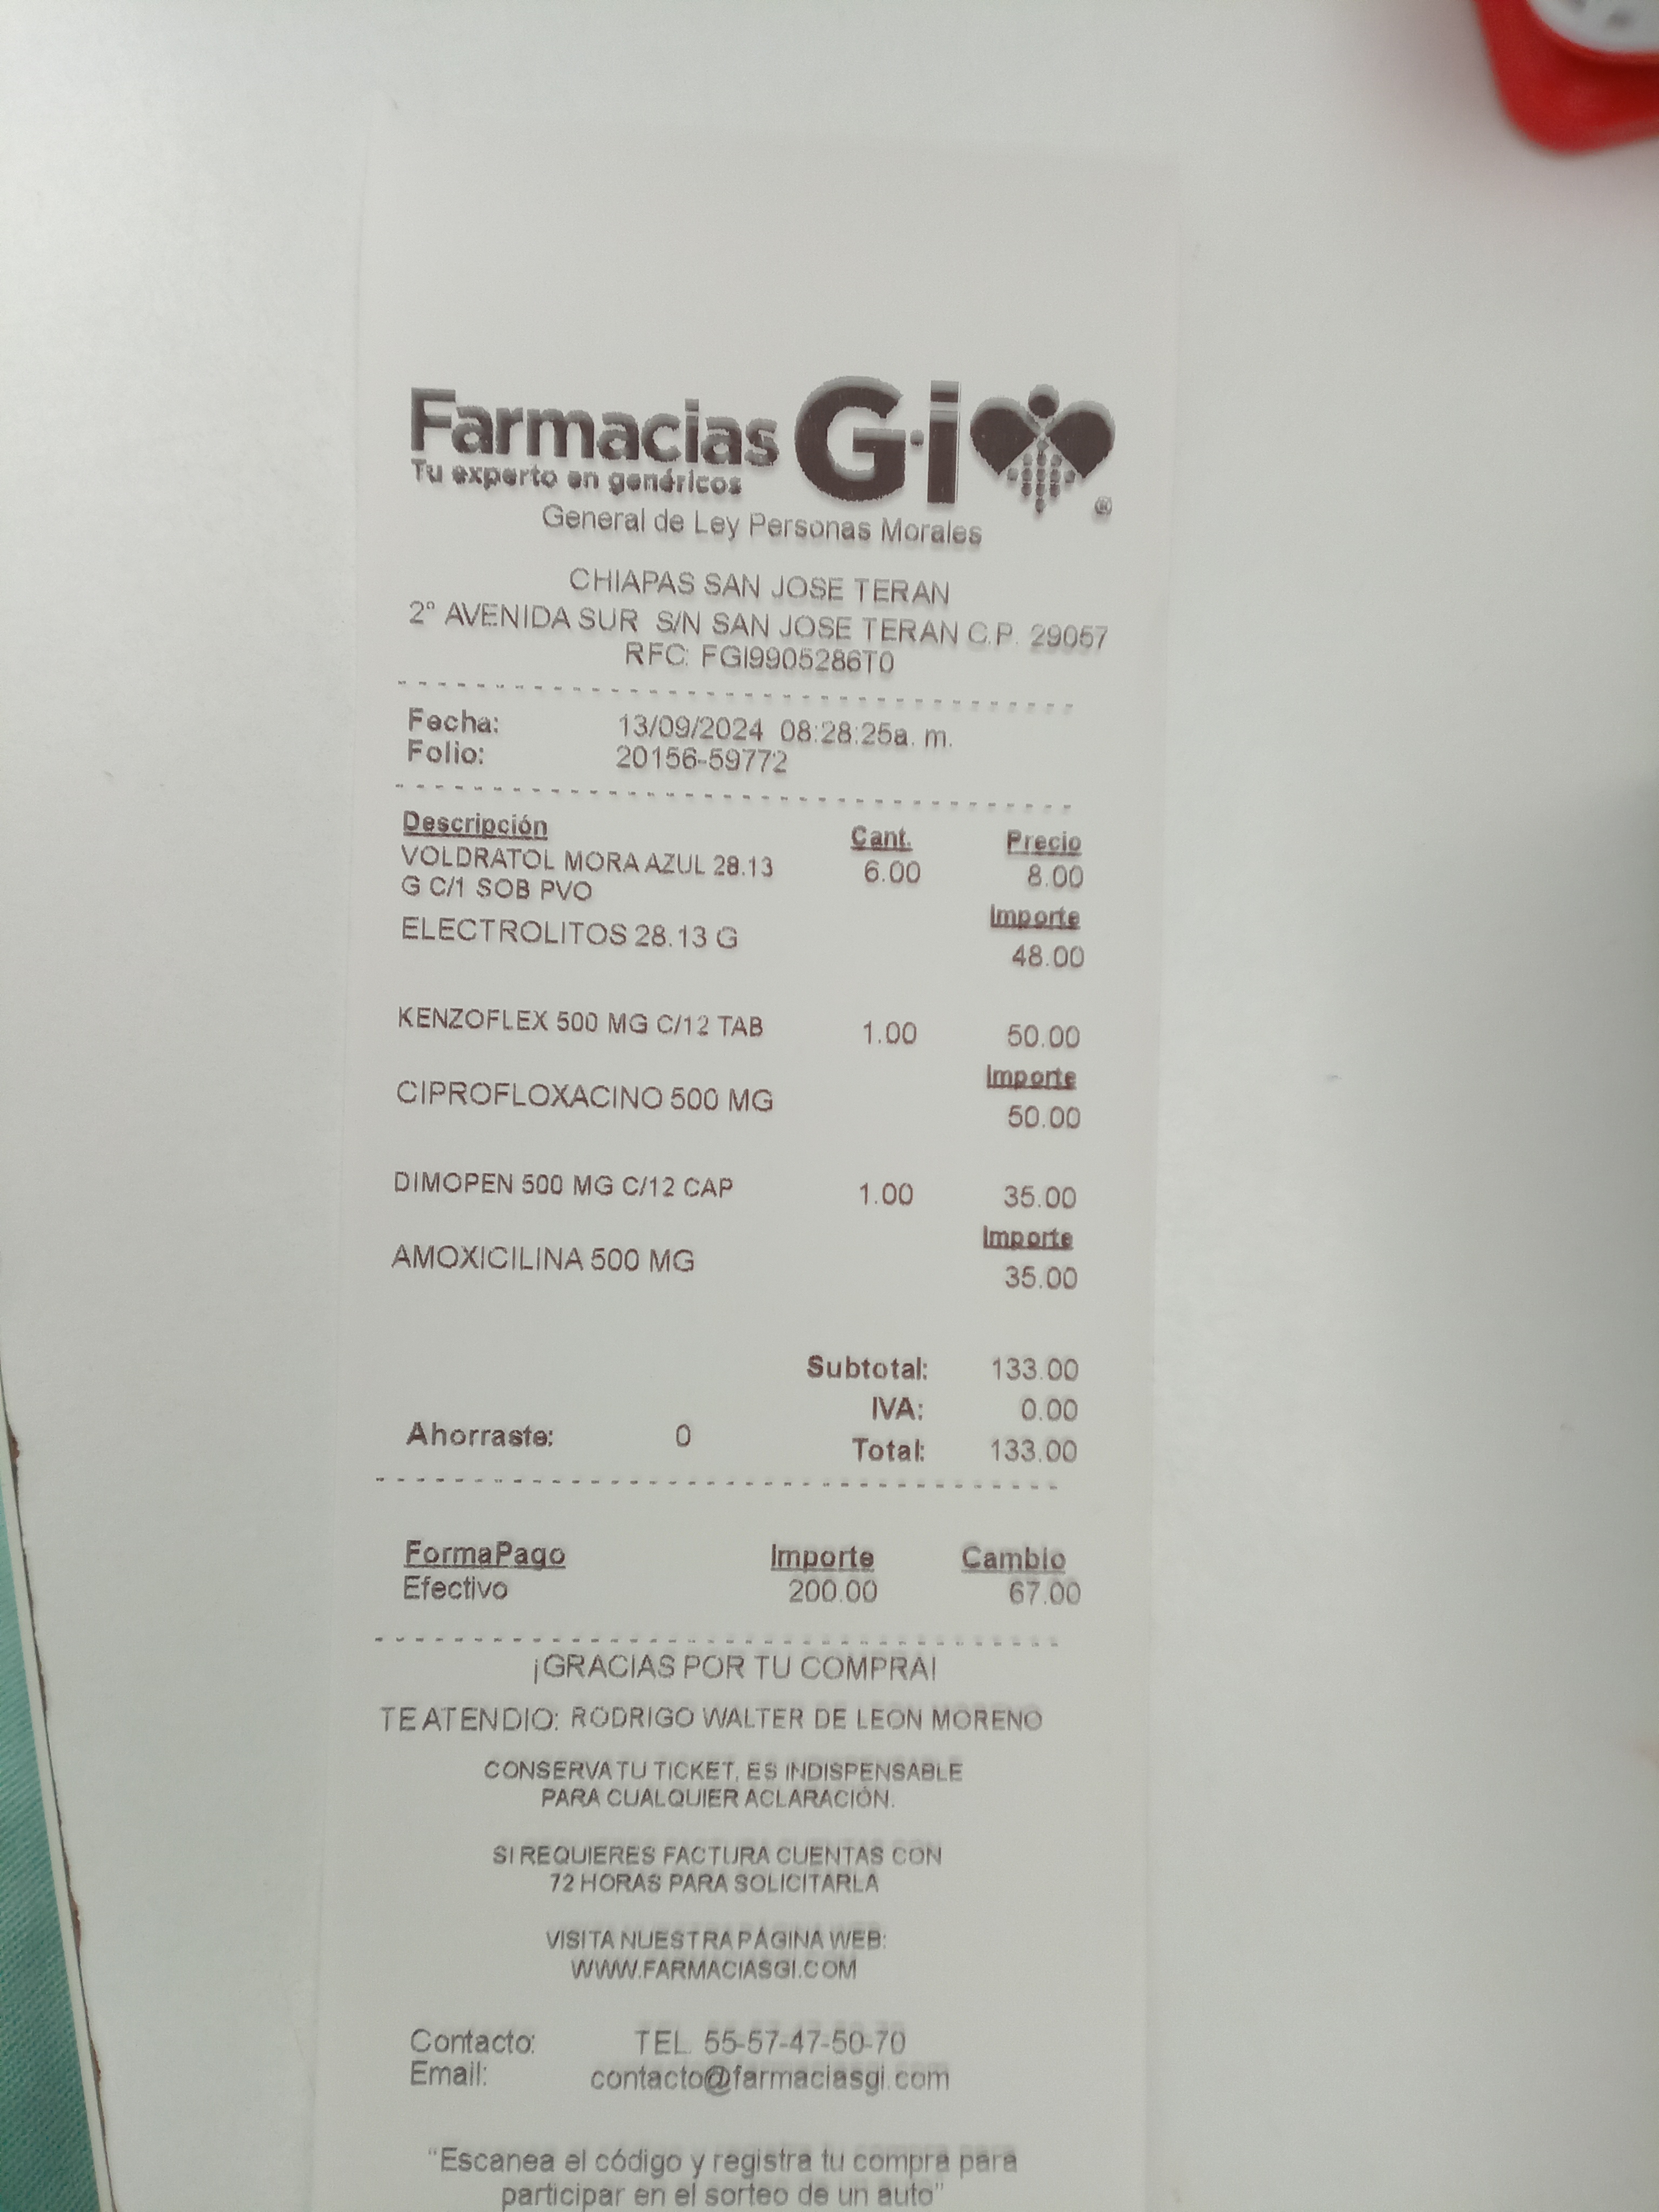 Farmacias G·i
Tu experto en genéricos
®
General de Ley Personas Morales
CHIAPAS SAN JOSE TERAN
2° AVENIDA SUR S/N SAN JOSE TERAN C.P. 29057
RFC: FGI9905286T0
Fecha: 13/09/2024 08:28:25a. m.
Folio: 20156-59772
Descripción Cant. Precio
VOLDRATOL MORA AZUL 28.13 6.00 8.00
G C/1 SOB PVO
Importe
ELECTROLITOS 28.13 G
48.00
KENZOFLEX 500 MG C/12 TAB 1.00 50.00
Importe
CIPROFLOXACINO 500 MG
50.00
DIMOPEN 500 MG C/12 CAP 1.00 35.00
Importe
AMOXICILINA 500 MG
35.00
Subtotal: 133.00
IVA: 0.00
Ahorraste: 0
Total: 133.00
FormaPago Importe Cambio
Efectivo 200.00 67.00
¡GRACIAS POR TU COMPRA!
TE ATENDIO: RODRIGO WALTER DE LEON MORENO
CONSERVA TU TICKET, ES INDISPENSABLE
PARA CUALQUIER ACLARACIÓN.
SI REQUIERES FACTURA CUENTAS CON
72 HORAS PARA SOLICITARLA
VISITA NUESTRA PÁGINA WEB:
WWW.FARMACIASGI.COM
Contacto: TEL. 55-57-47-50-70
Email: contacto@farmaciasgi.com
"Escanea el código y registra tu compra para
participar en el sorteo de un auto"